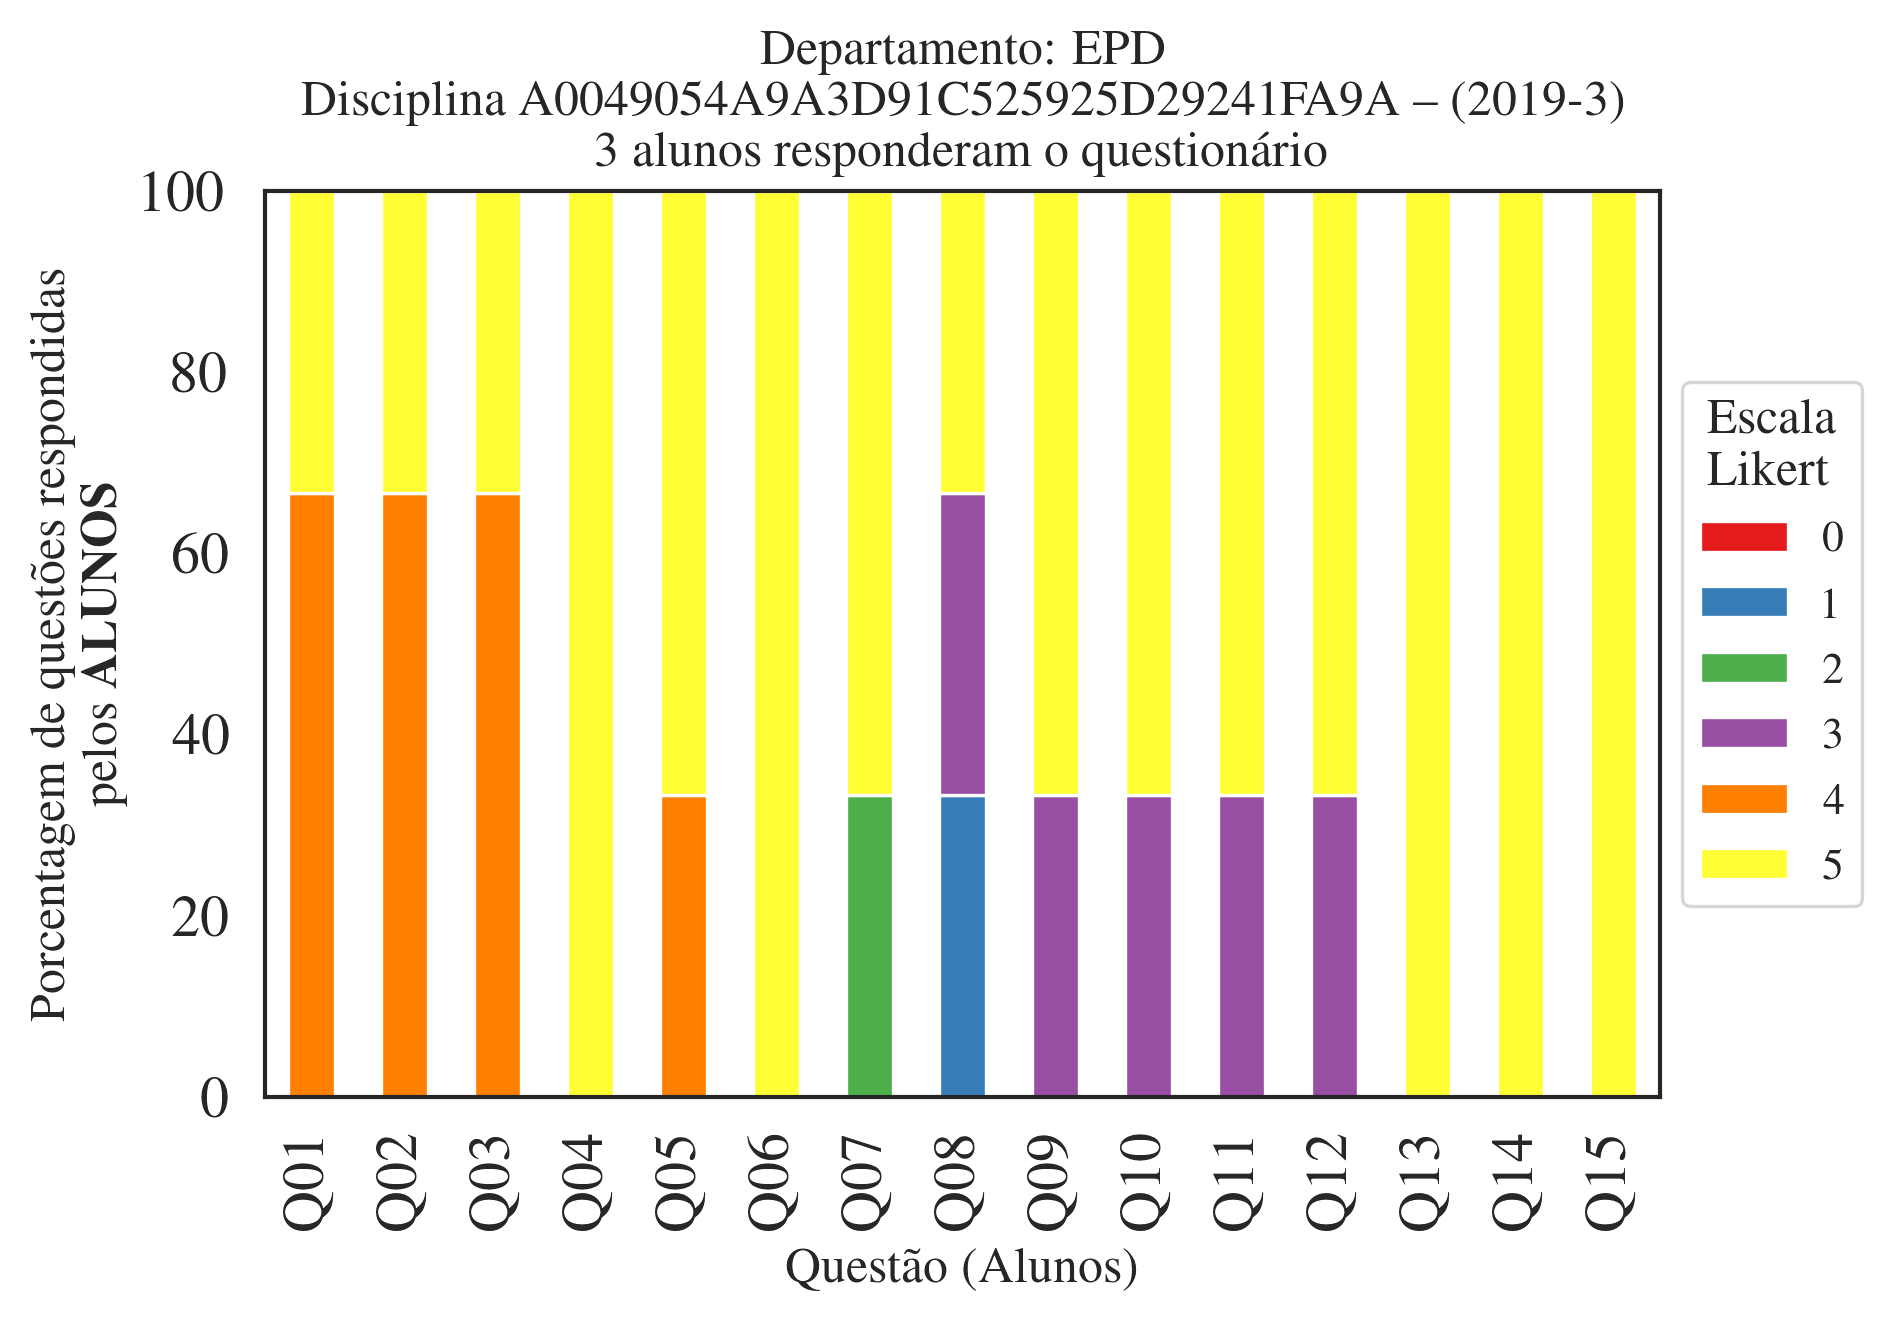 Departamento: EPD
Disciplina A0049054A9A3D91C525925D29241FA9A – (2019-3)
3 alunos responderam o questionário
Porcentagem de questões respondidas
pelos ALUNOS
100
80
60
40
20
0
Q01
Q02
Q03
Q04
Q05
Q06
Q07
Q08
Q09
Q10
Q11
Q12
Q13
Q14
Q15
Questão (Alunos)
Escala
Likert
0
1
2
3
4
5